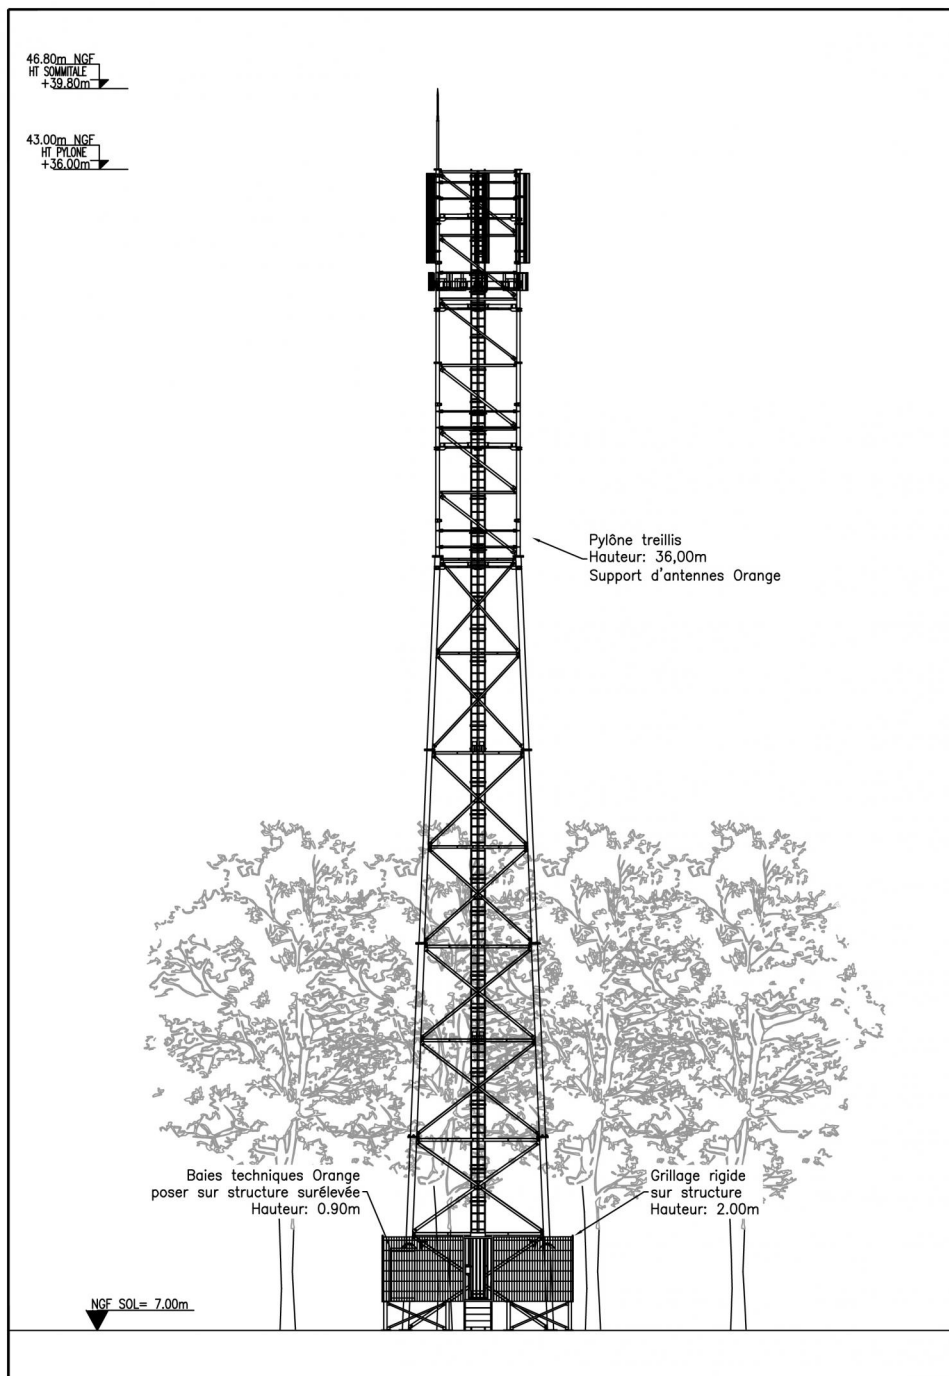 46.80m NGF
HT SOMMITALE
+39.80m
43.00m NGF
HT PYLONE
+36.00m
Pylône treillis
Hauteur: 36,00m
Support d'antennes Orange
Baies techniques Orange
poser sur structure surélevée
Hauteur: 0.90m
Grillage rigide
sur structure
Hauteur: 2.00m
NGF SOL= 7.00m